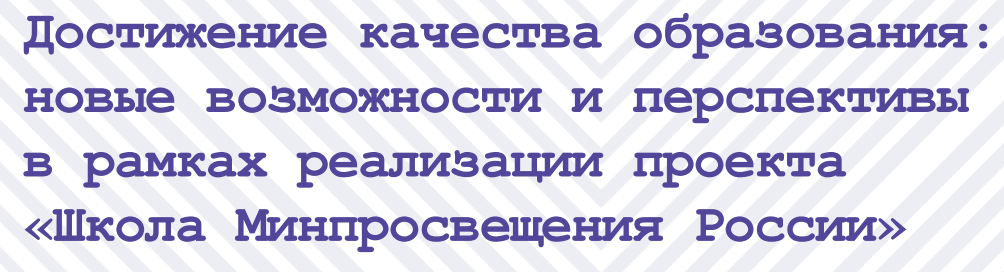 Достижение качества образования:
новые возможности и перспективы
в рамках реализации проекта
«Школа Минпросвещения России»